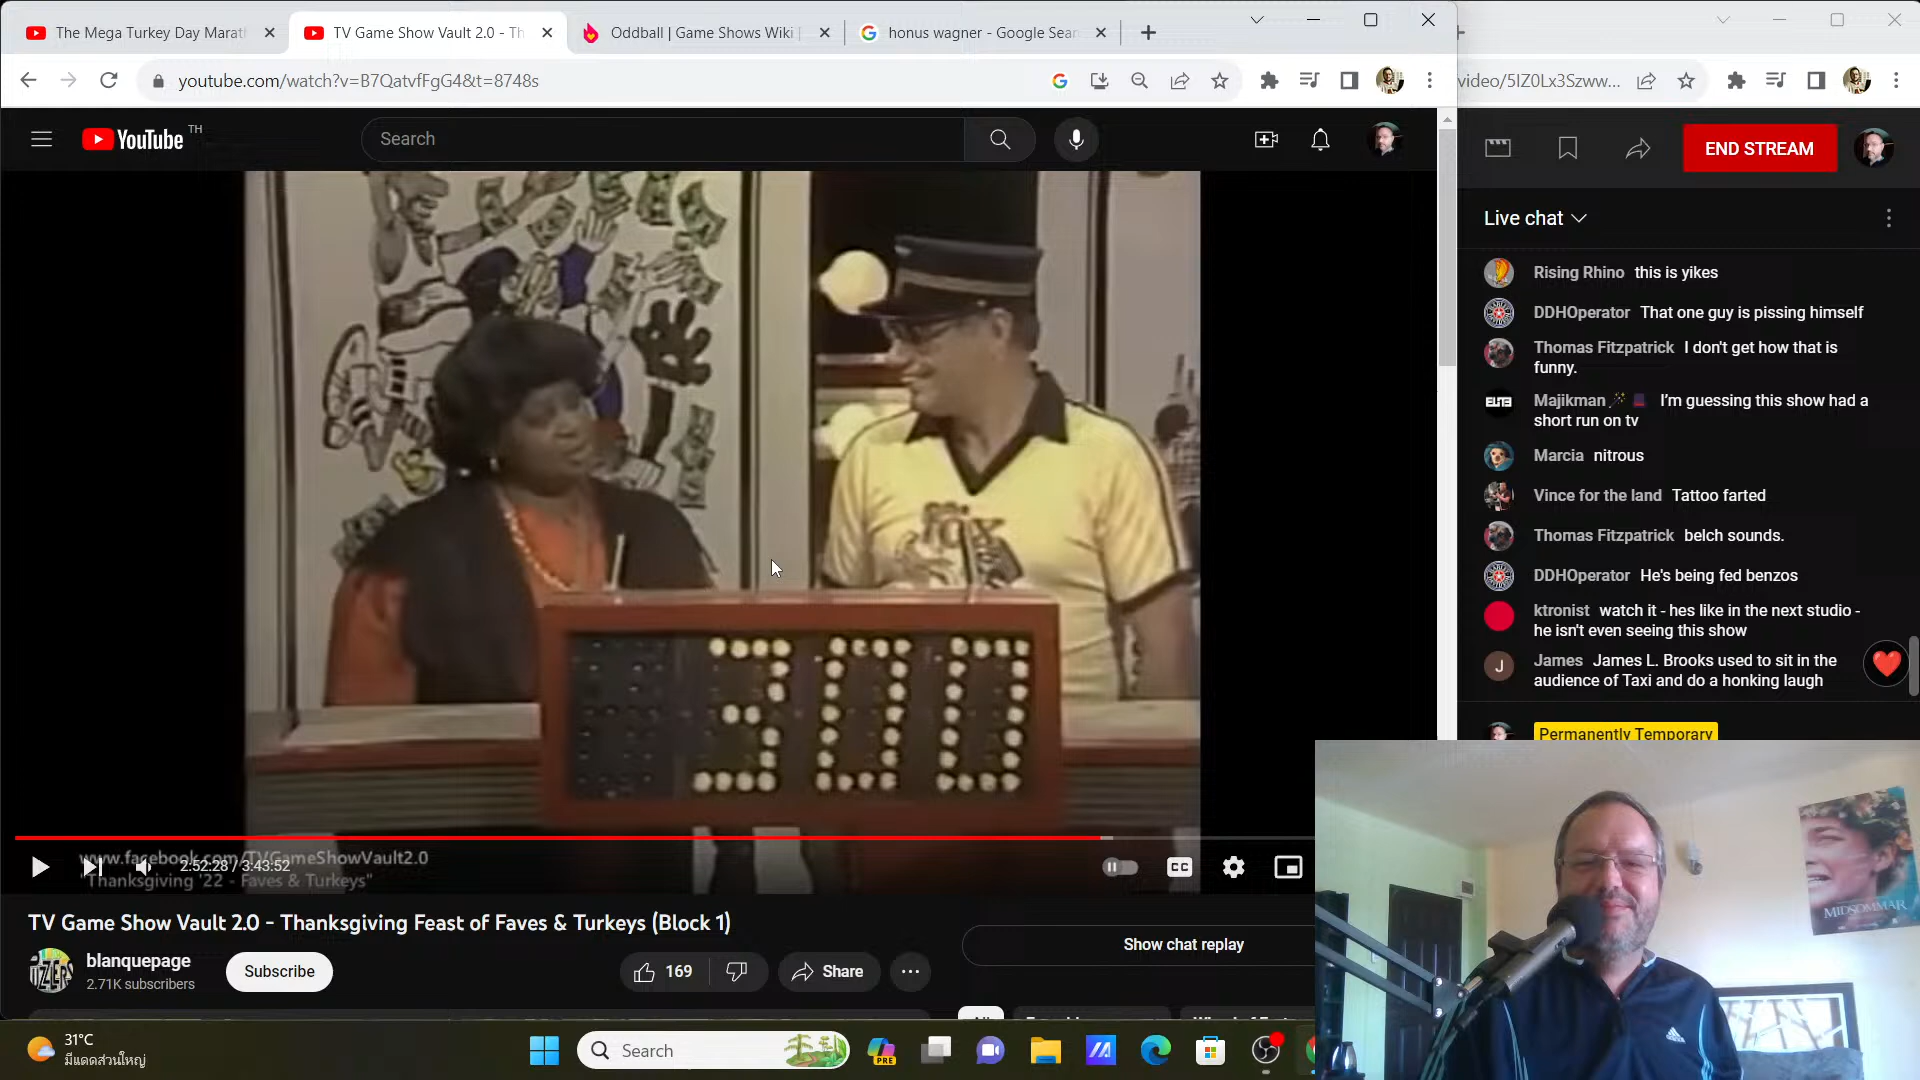 The Mega Turkey Day Marat
TV Game Show Vault 2.0 - Th
Oddball | Game Shows Wiki |
honus wagner - Google Sear
youtube.com/watch?v=B7QatvfFgG4&t=8748s
video/5IZ0Lx3Szww...
YouTube TH
Search
END STREAM
Live chat
Rising Rhino this is yikes
DDHOperator That one guy is pissing himself
Thomas Fitzpatrick I don't get how that is
funny.
Majikman I'm guessing this show had a
short run on tv
Marcia nitrous
Vince for the land Tattoo farted
Thomas Fitzpatrick belch sounds.
DDHOperator He's being fed benzos
ktronist watch it - hes like in the next studio -
he isn't even seeing this show
J James James L. Brooks used to sit in the
audience of Taxi and do a honking laugh
Permanently Temporary
300
www.facebook.com/TVGameShowVault2.0
2:52:28 / 3:43:52
"Thanksgiving '22 - Faves & Turkeys"
CC
TV Game Show Vault 2.0 - Thanksgiving Feast of Faves & Turkeys (Block 1)
blanquepage
2.71K subscribers
Subscribe
169
Share
Show chat replay
MIDSOMMAR
31°C
มีแดดส่วนใหญ่
Search
PRE